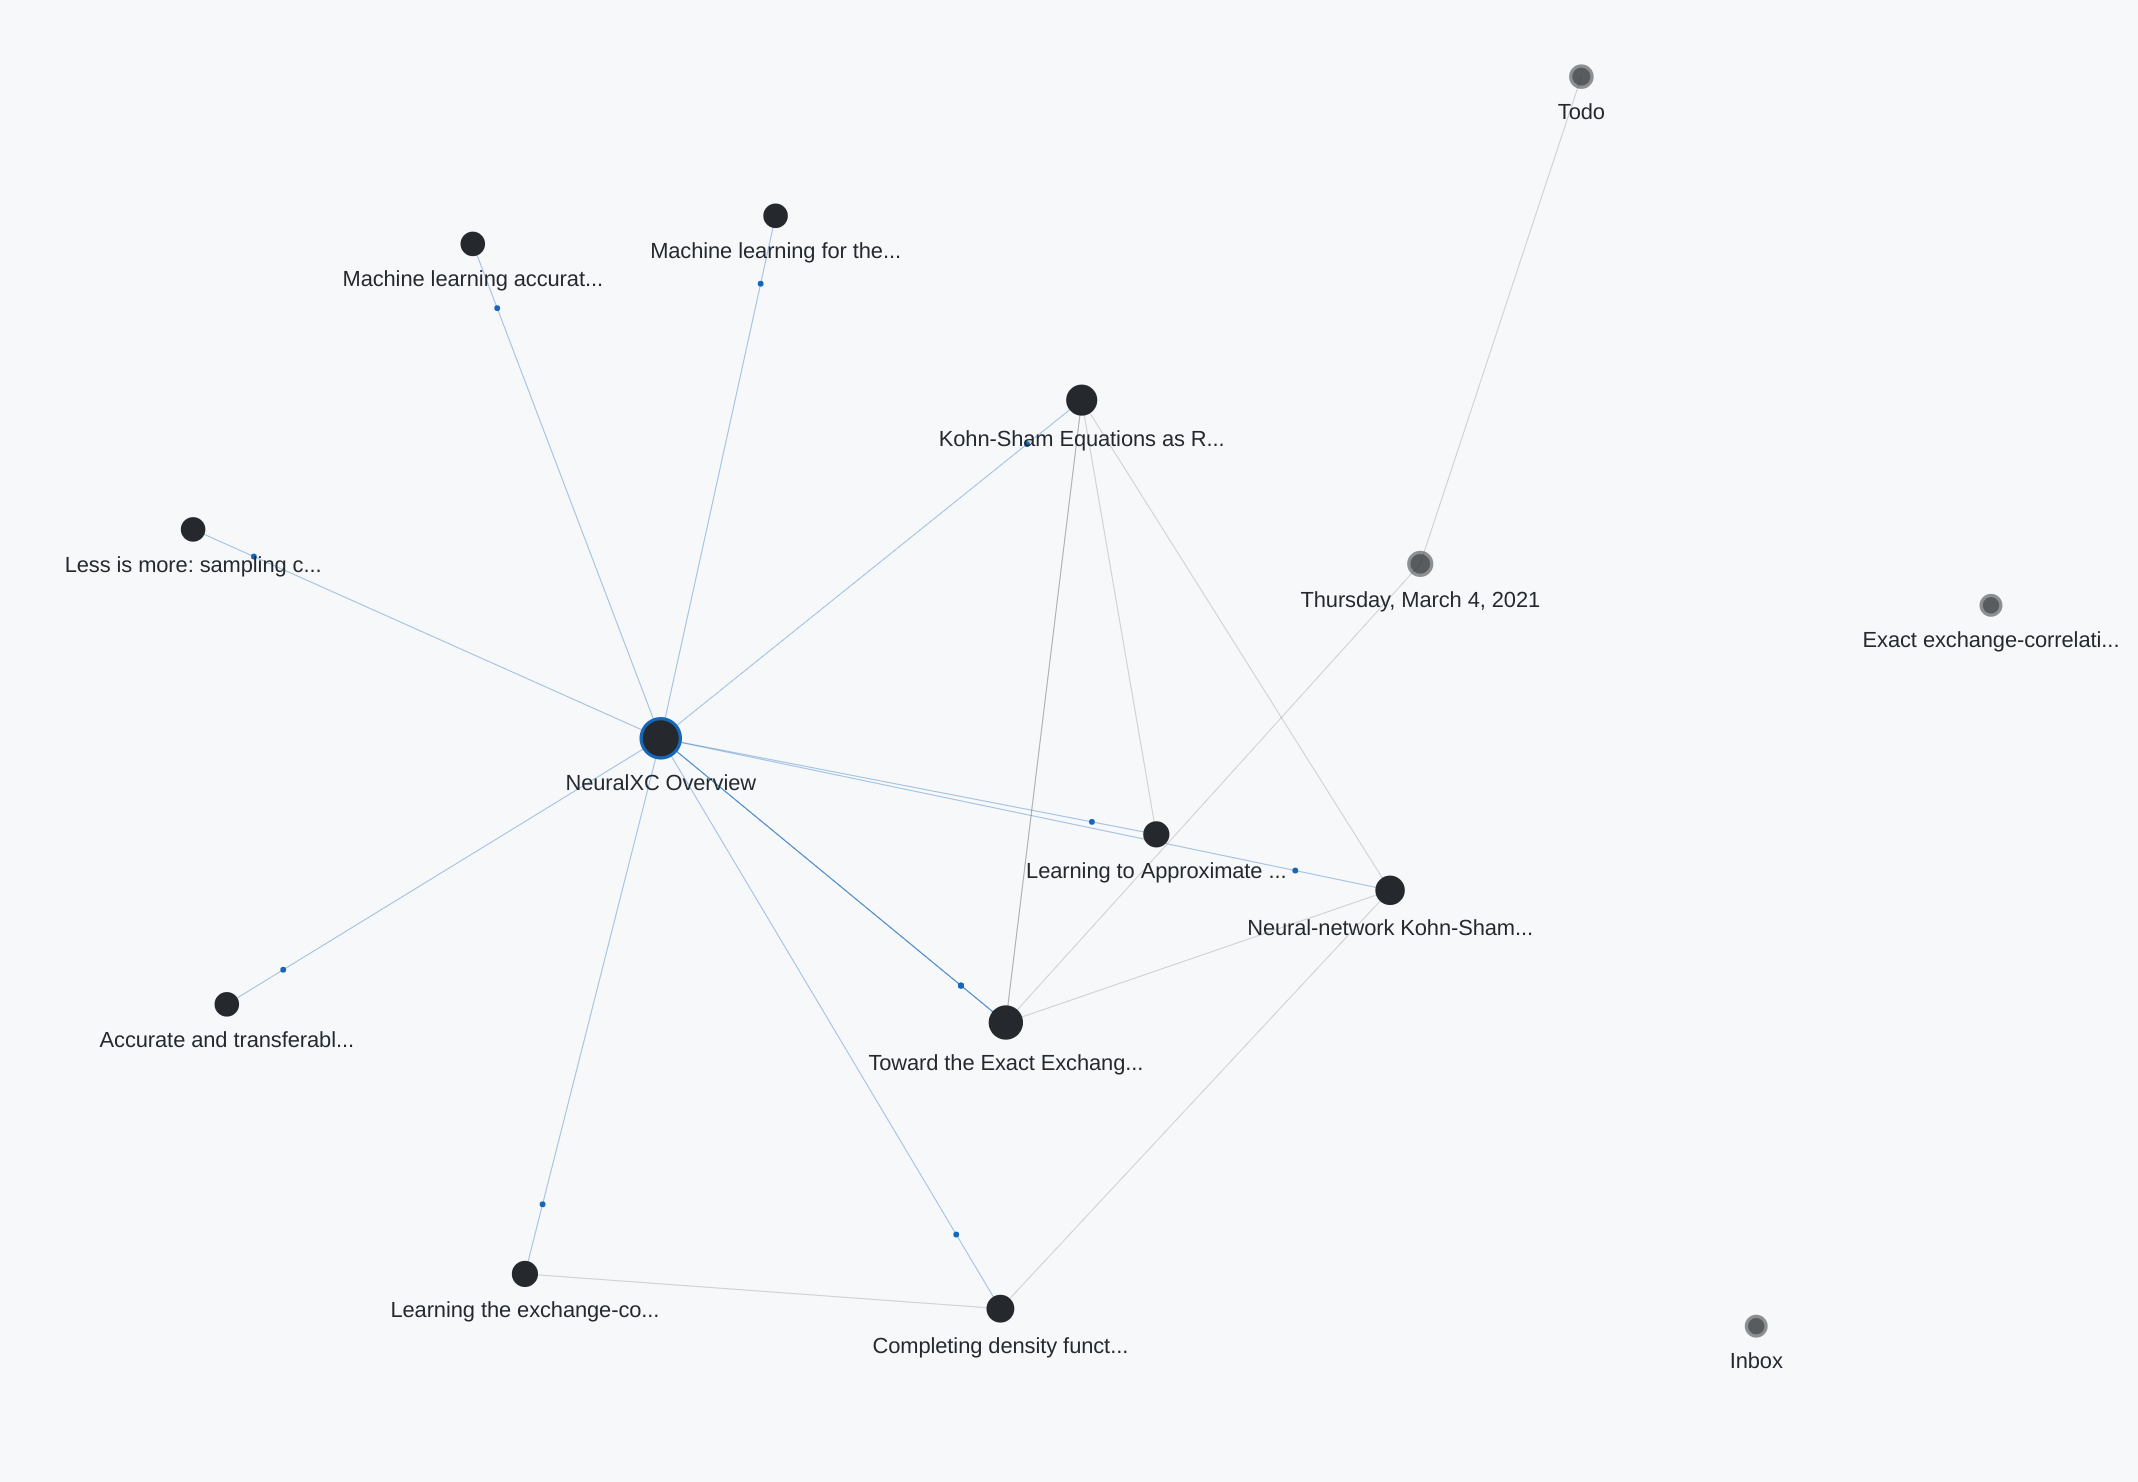 Todo
Machine learning for the...
Machine learning accurat...
Kohn-Sham Equations as R...
Less is more: sampling c...
Thursday, March 4, 2021
Exact exchange-correlati...
NeuralXC Overview
Learning to Approximate ...
Neural-network Kohn-Sham...
Accurate and transferabl...
Toward the Exact Exchang...
Learning the exchange-co...
Completing density funct...
Inbox